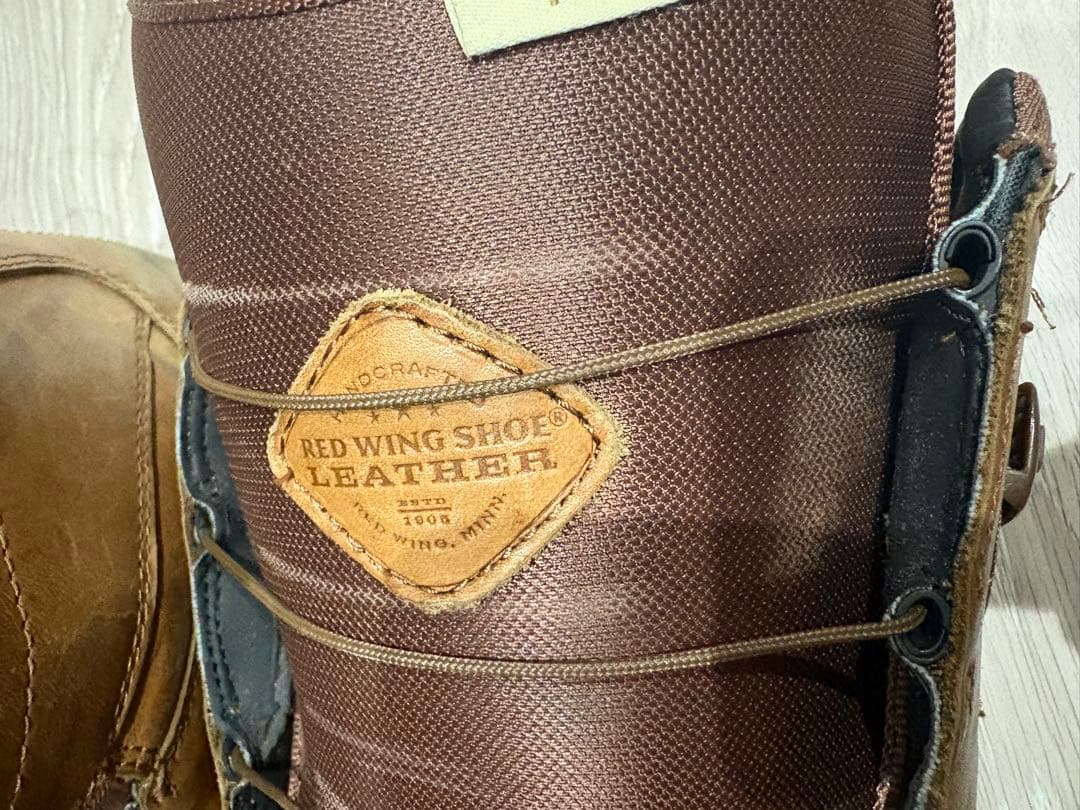 RED WING SHOE®
LEATHER
ESTD
1905
RED WING, MINN.